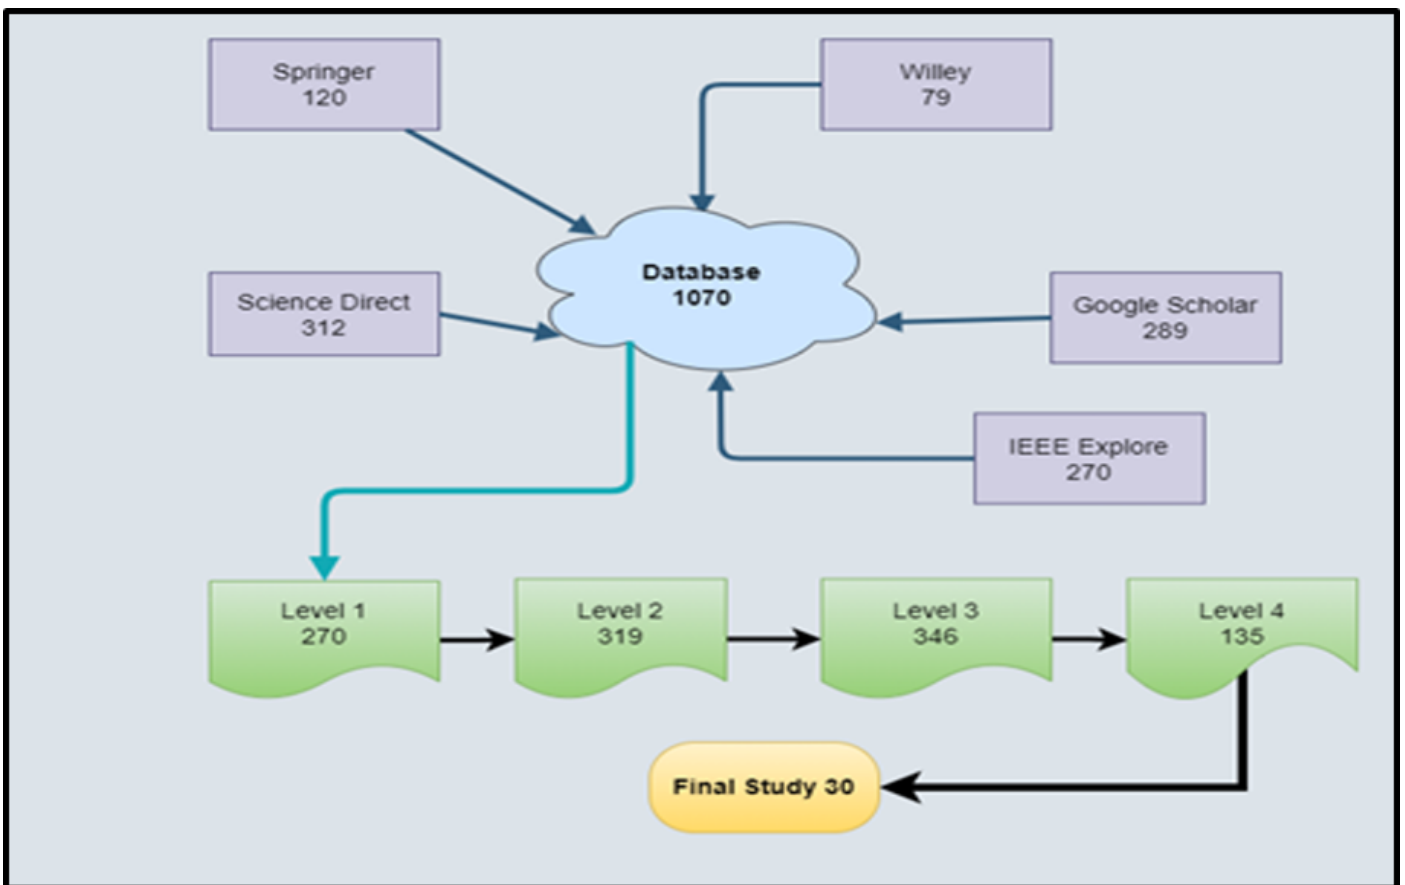 Springer
120
Willey
79
Database
1070
Science Direct
312
Google Scholar
289
IEEE Explore
270
Level 1
270
Level 2
319
Level 3
346
Level 4
135
Final Study 30